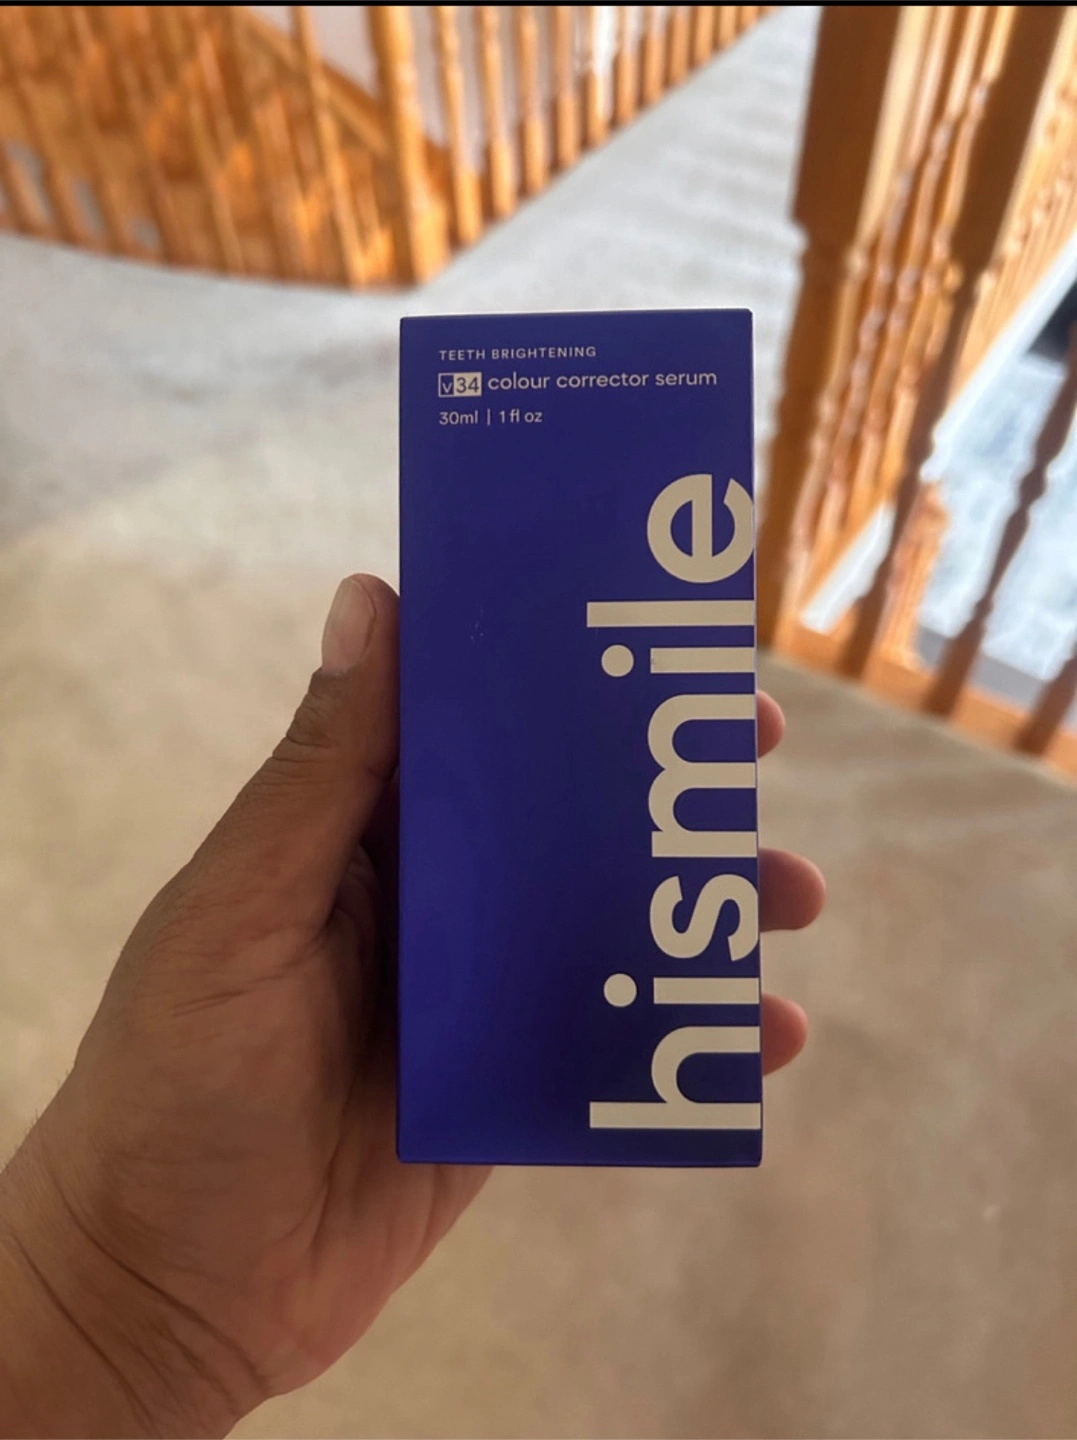 TEETH BRIGHTENING
v34 colour corrector serum
30ml | 1 fl oz
hismile